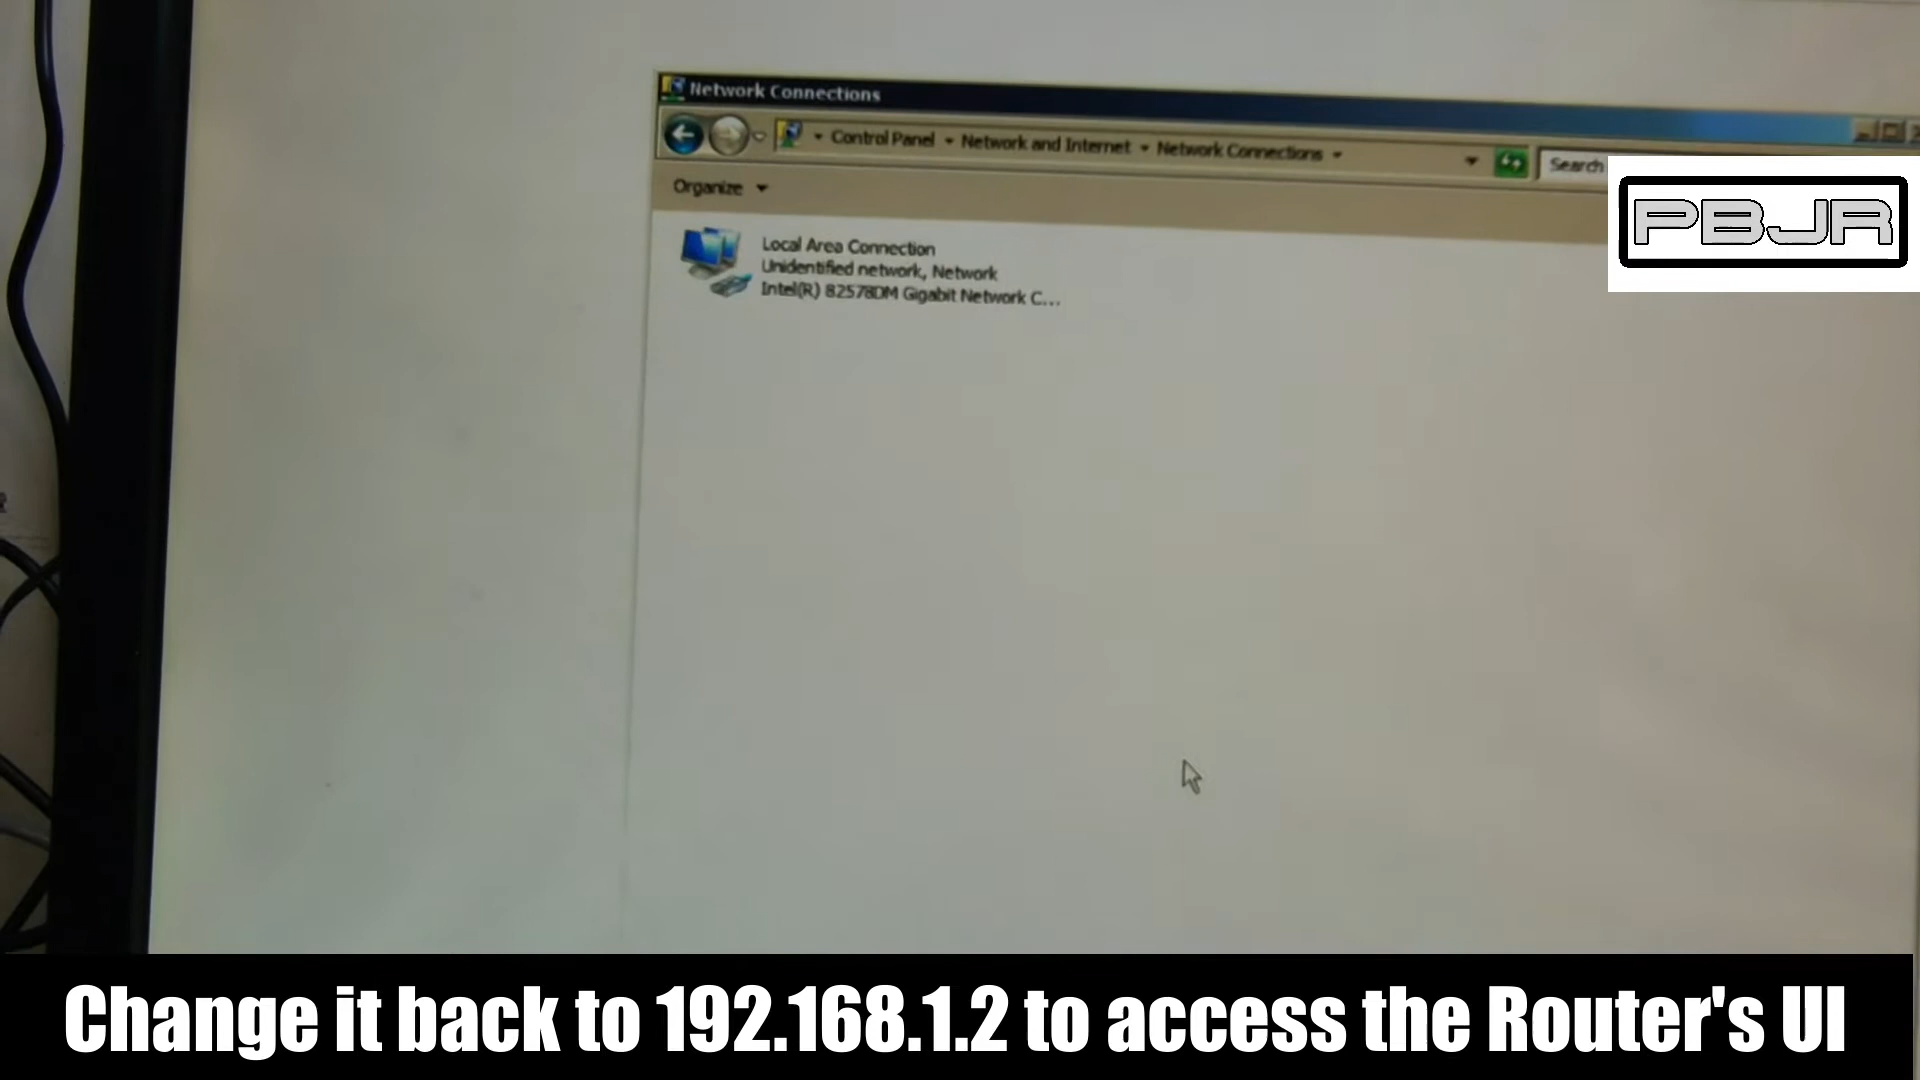 Network Connections
Control Panel Network and Internet Network Connections
Search
Organize
Local Area Connection
Unidentified network, Network
Intel(R) 82578DM Gigabit Network C...
PBJR
Change it back to 192.168.1.2 to access the Router's UI